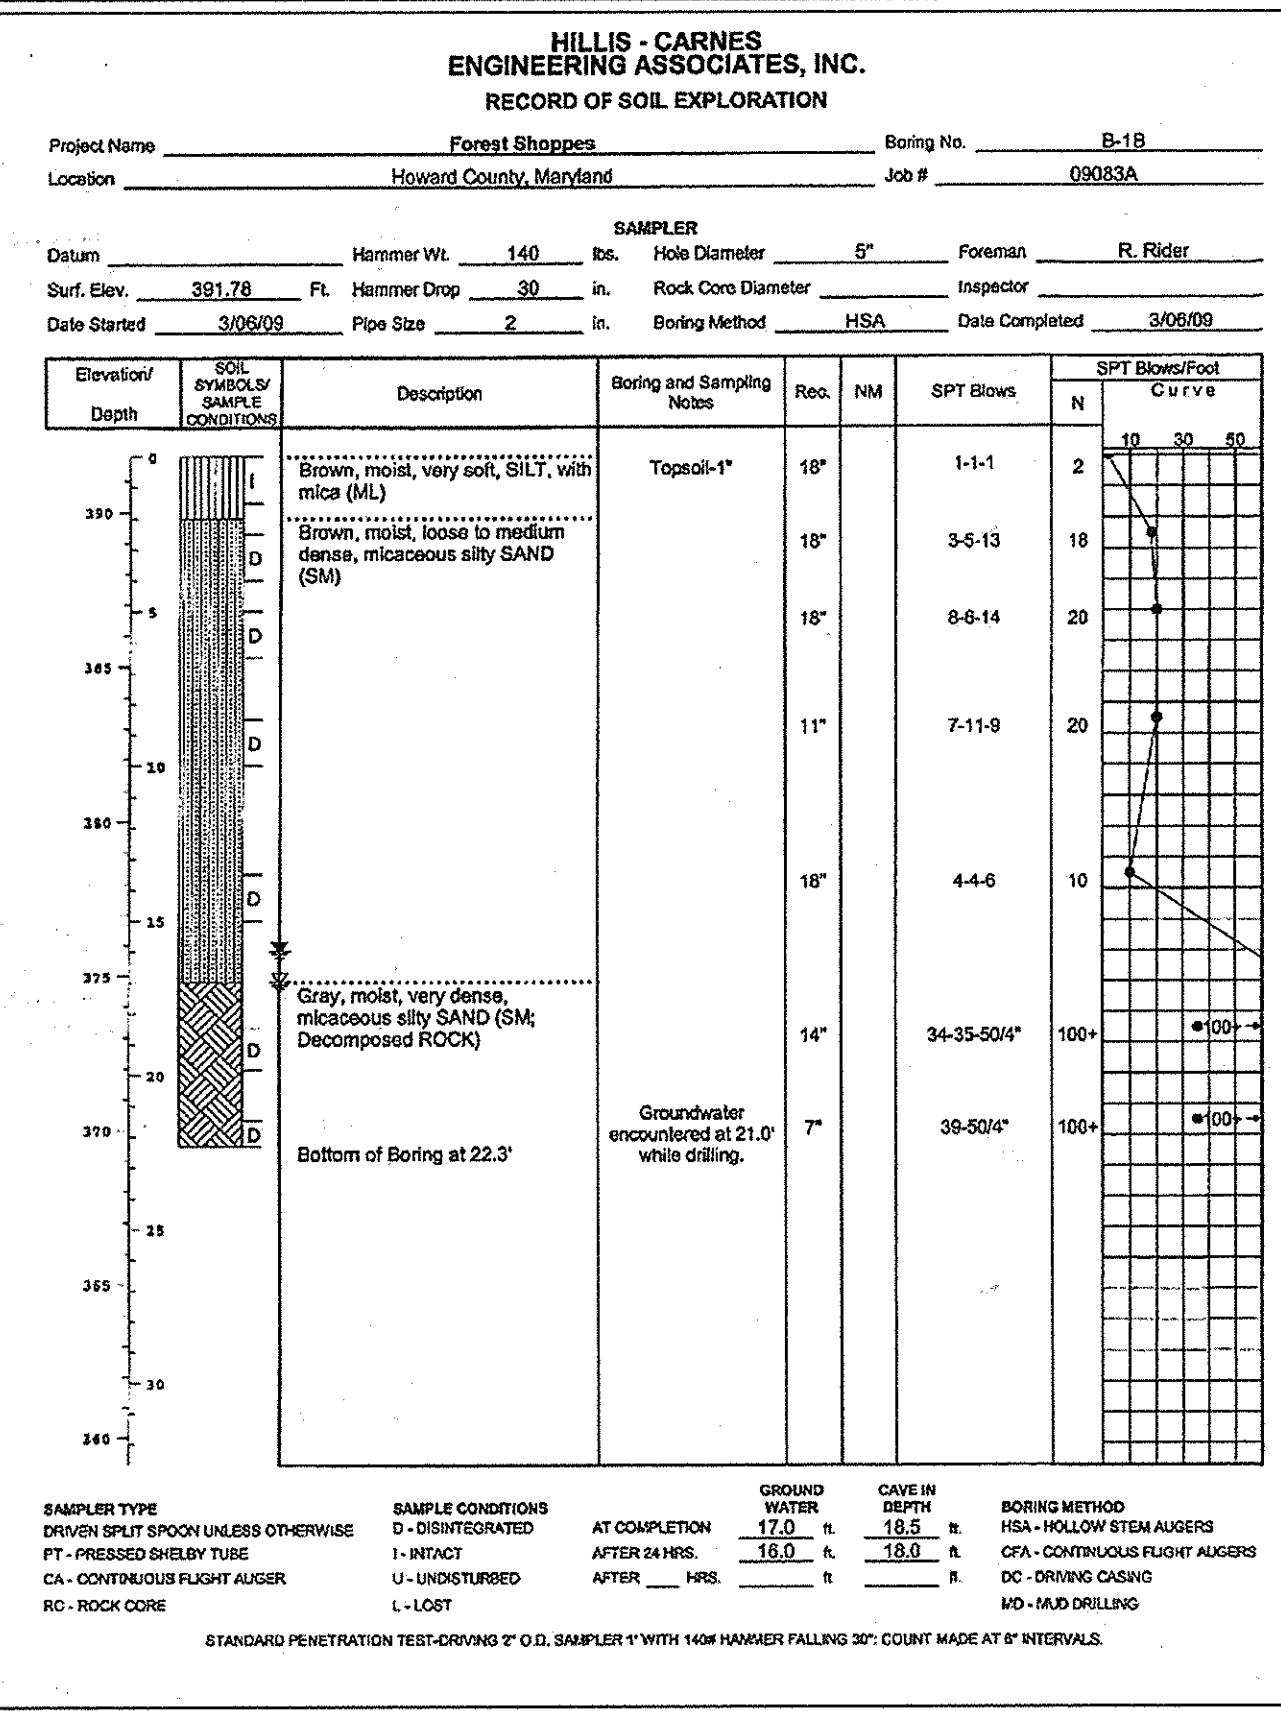 HILLIS - CARNES
ENGINEERING ASSOCIATES, INC.
RECORD OF SOIL EXPLORATION
Project Name Forest Shoppes Boring No. B-1B
Location Howard County, Maryland Job # 09083A
SAMPLER
Datum Hammer Wt. 140 lbs. Hole Diameter 5" Foreman R. Rider
Surf. Elev. 391.78 Ft. Hammer Drop 30 in. Rock Core Diameter Inspector
Date Started 3/06/09 Pipe Size 2 in. Boring Method HSA Date Completed 3/06/09
Elevation/
Depth
SOIL
SYMBOLS/
SAMPLE
CONDITIONS
Description
Boring and Sampling
Notes
Rec.
NM
SPT Blows
SPT Blows/Foot
N
Curve
10 30 50
0
I
Brown, moist, very soft, SILT, with
mica (ML)
Topsoil-1"
18" 1-1-1 2
390
Brown, moist, loose to medium
dense, micaceous silty SAND
(SM)
D
18" 3-5-13 18
5
D
18" 8-6-14 20
385
D
11" 7-11-9 20
10
380
D
18" 4-4-6 10
15
375
Gray, moist, very dense,
micaceous silty SAND (SM;
Decomposed ROCK)
D
14" 34-35-50/4" 100+ 100+
20
Groundwater
encountered at 21.0'
while drilling.
370
D
7" 39-50/4" 100+ 100+
Bottom of Boring at 22.3'
25
365
30
360
SAMPLER TYPE
DRIVEN SPLIT SPOON UNLESS OTHERWISE
PT - PRESSED SHELBY TUBE
CA - CONTINUOUS FLIGHT AUGER
RC - ROCK CORE
SAMPLE CONDITIONS
D - DISINTEGRATED
I - INTACT
U - UNDISTURBED
L - LOST
GROUND
WATER
CAVE IN
DEPTH
AT COMPLETION 17.0 ft. 18.5 ft.
AFTER 24 HRS. 16.0 ft. 18.0 ft.
AFTER ___ HRS. ft ft.
BORING METHOD
HSA - HOLLOW STEM AUGERS
CFA - CONTINUOUS FLIGHT AUGERS
DC - DRIVING CASING
MD - MUD DRILLING
STANDARD PENETRATION TEST-DRIVING 2" O.D. SAMPLER 1' WITH 140# HAMMER FALLING 30": COUNT MADE AT 6" INTERVALS.